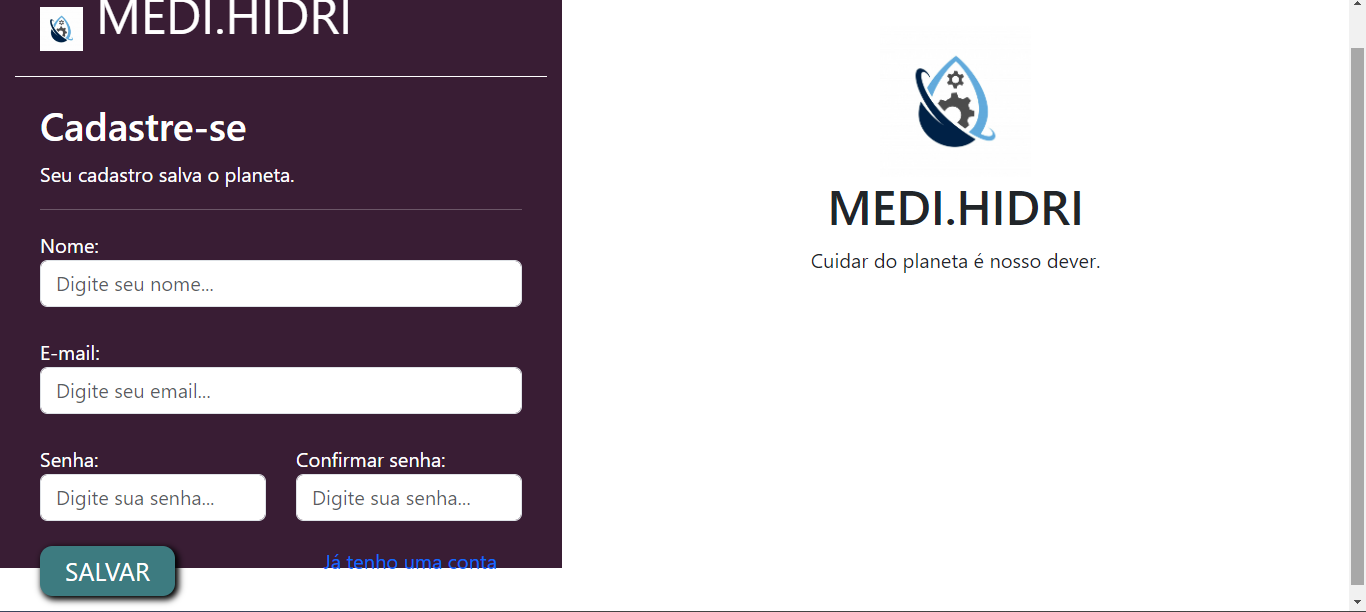 MEDI.HIDRI
Cadastre-se
Seu cadastro salva o planeta.
Nome:
Digite seu nome...
E-mail:
Digite seu email...
Senha:
Confirmar senha:
Digite sua senha...
Digite sua senha...
SALVAR
Já tenho uma conta
MEDI.HIDRI
Cuidar do planeta é nosso dever.